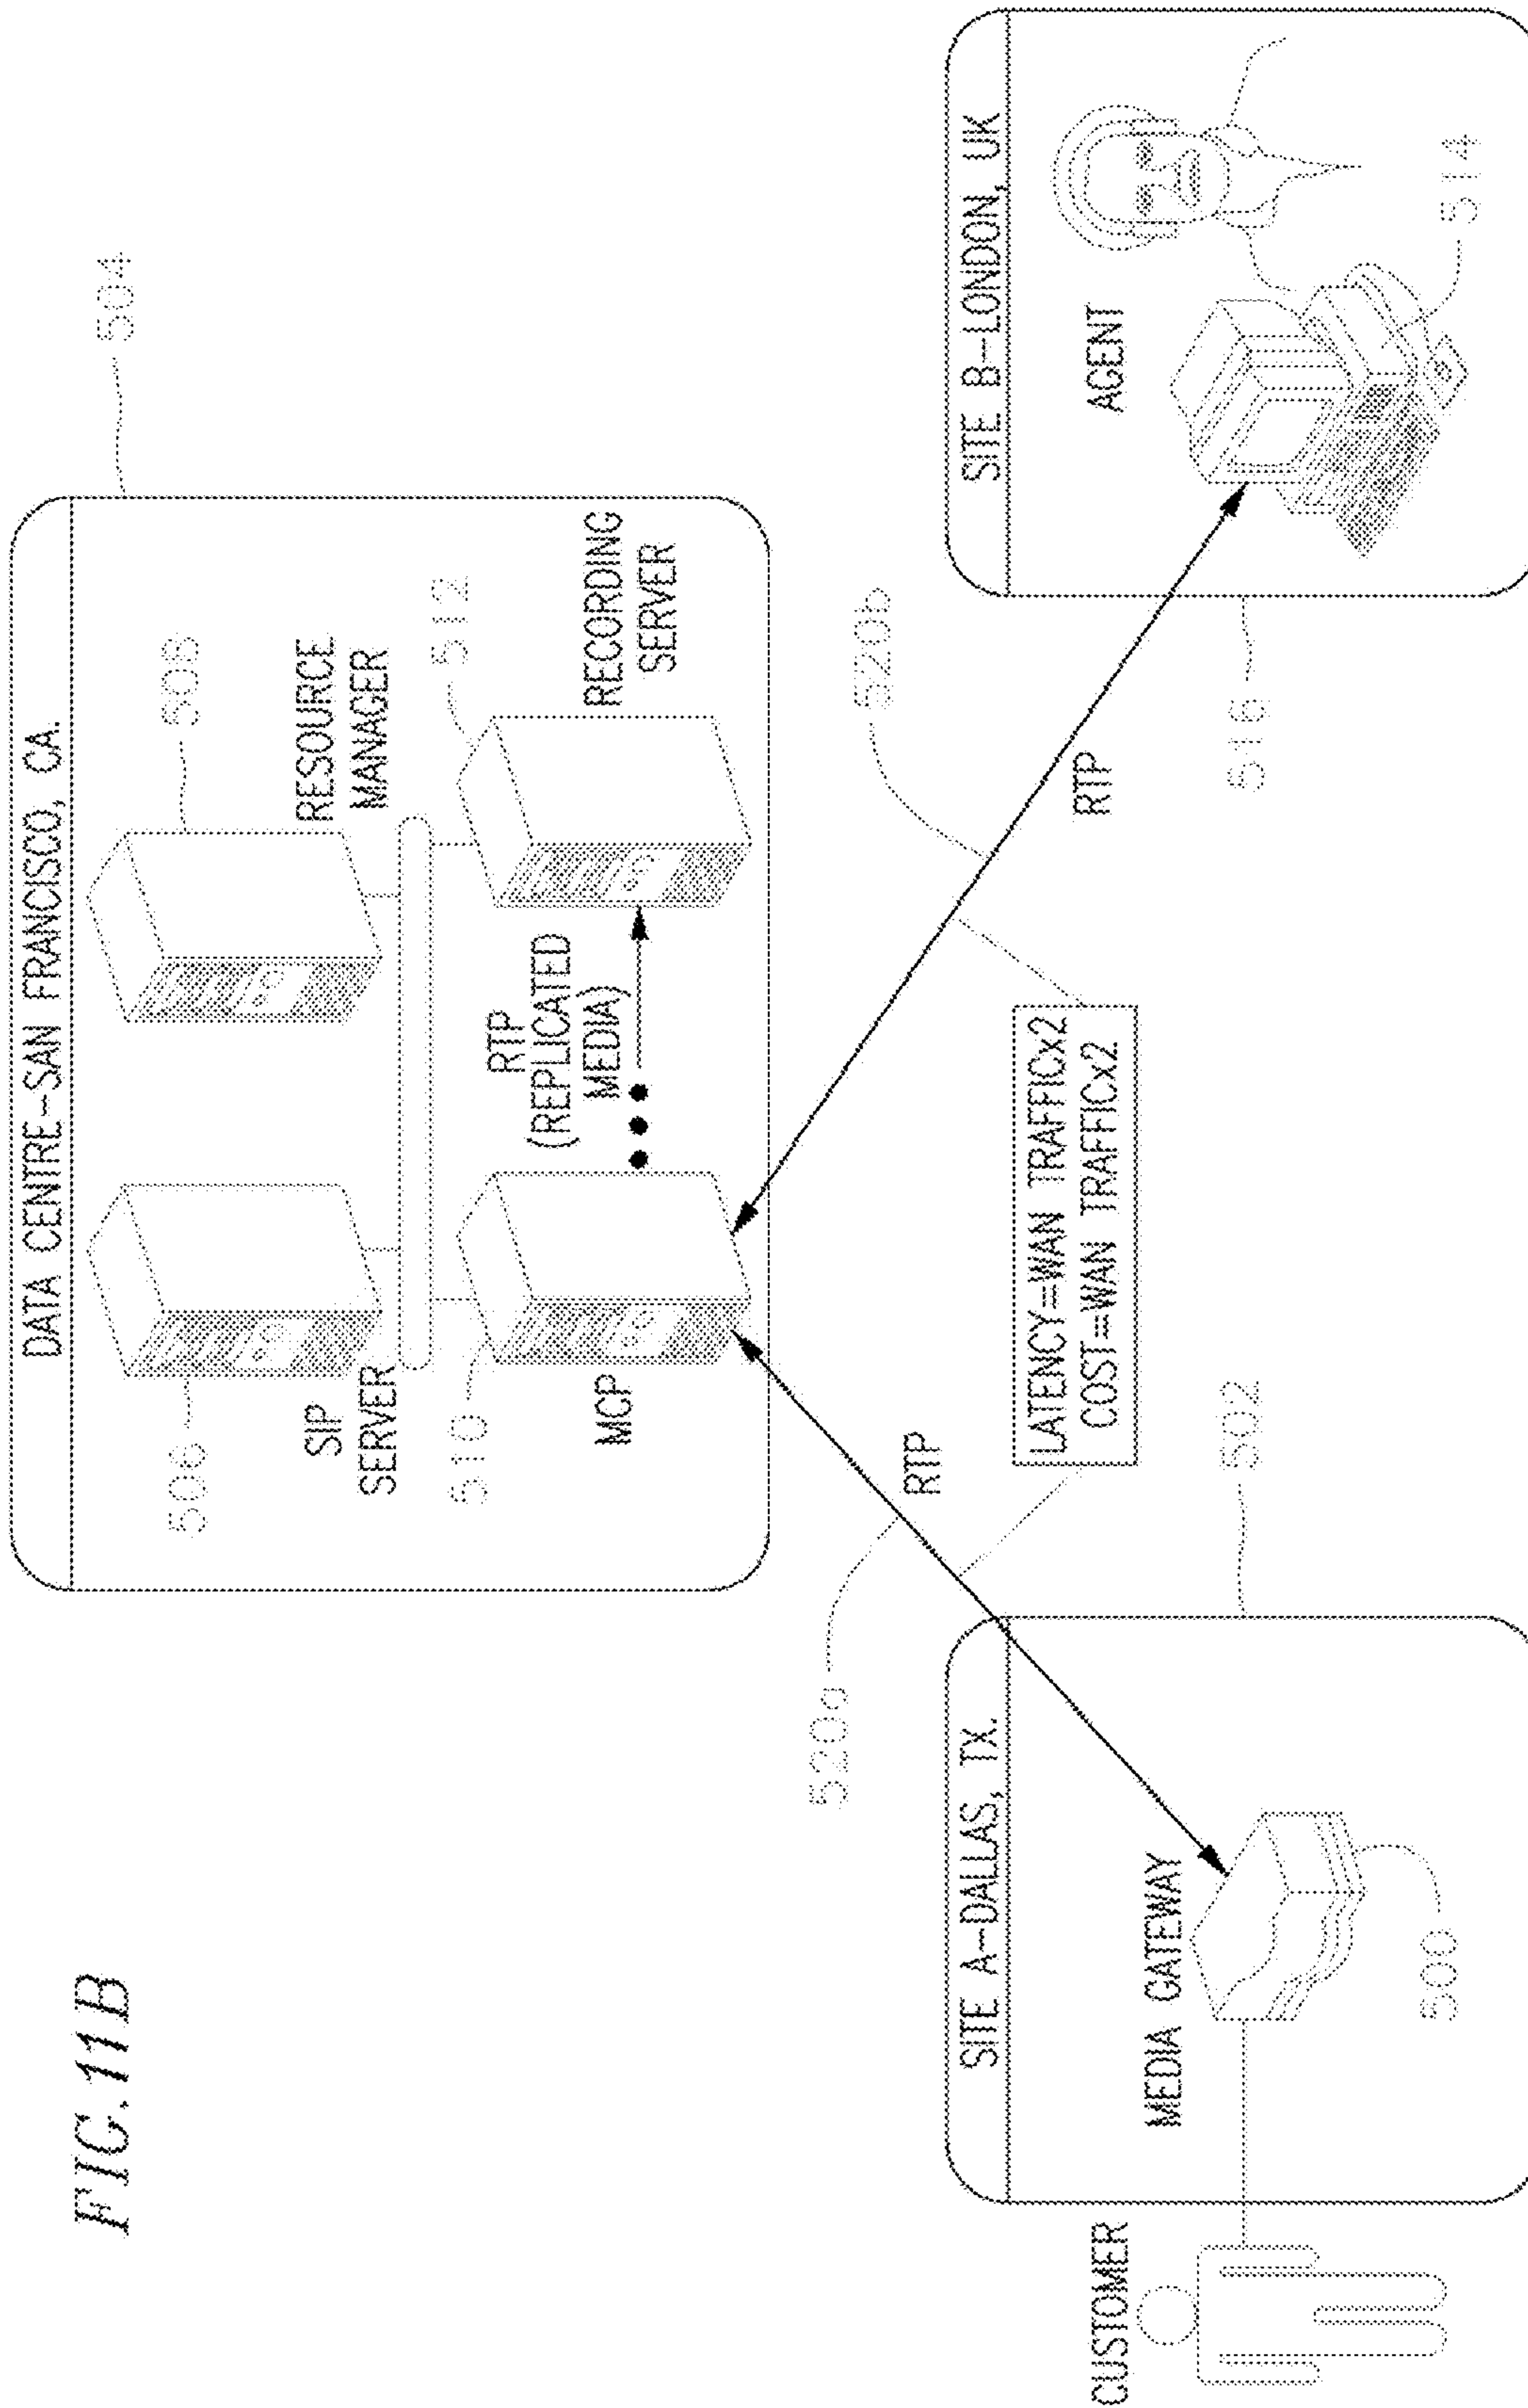 FIG. 11B
DATA CENTRE-SAN FRANCISCO, CA.
504
506
SIP
SERVER
508
RESOURCE
MANAGER
510
MCP
RTP
(REPLICATED
MEDIA)
512
RECORDING
SERVER
520a
RTP
520b
RTP
LATENCY=WAN TRAFFICx2
COST=WAN TRAFFICx2
CUSTOMER
SITE A-DALLAS, TX.
MEDIA GATEWAY
500
502
SITE B-LONDON, UK
AGENT
514
516